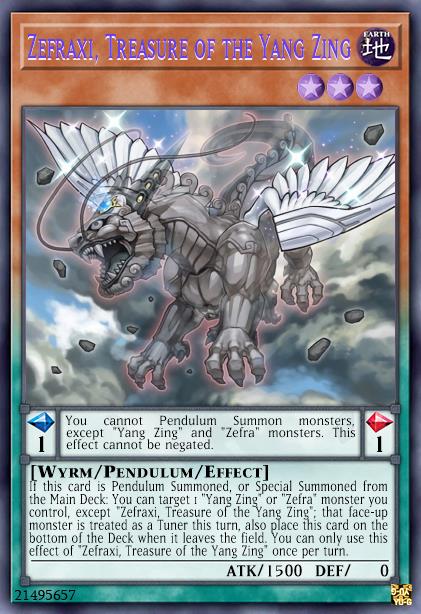 Zefraxi, Treasure of the Yang Zing
EARTH
地
You cannot Pendulum Summon monsters,
except "Yang Zing" and "Zefra" monsters. This
effect cannot be negated.
1
1
[Wyrm/Pendulum/Effect]
If this card is Pendulum Summoned, or Special Summoned from
the Main Deck: You can target 1 "Yang Zing" or "Zefra" monster you
control, except "Zefraxi, Treasure of the Yang Zing"; that face-up
monster is treated as a Tuner this turn, also place this card on the
bottom of the Deck when it leaves the field. You can only use this
effect of "Zefraxi, Treasure of the Yang Zing" once per turn.
ATK/1500 DEF/ 0
21495657